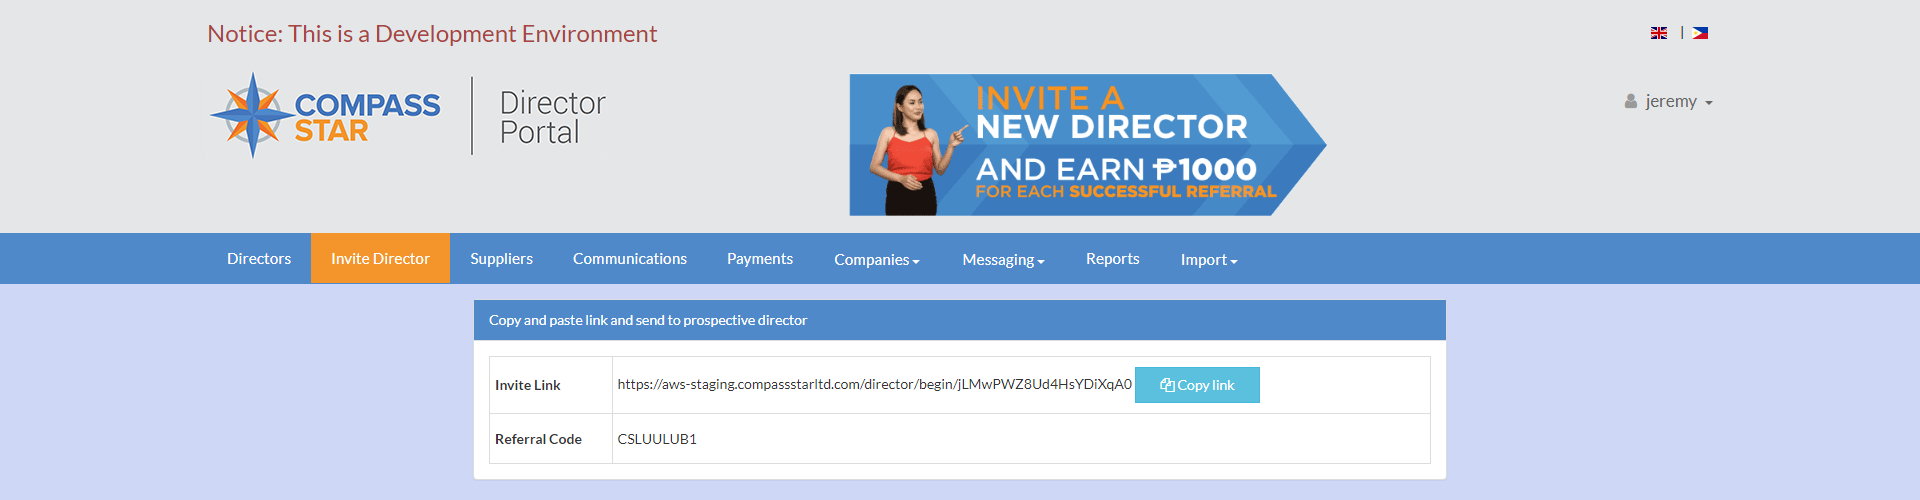 Notice: This is a Development Environment
|
COMPASS
STAR
Director
Portal
INVITE A
NEW DIRECTOR
AND EARN ₱1000
FOR EACH SUCCESSFUL REFERRAL
jeremy
Directors Invite Director Suppliers Communications Payments Companies Messaging Reports Import
Copy and paste link and send to prospective director
Invite Link https://aws-staging.compassstarltd.com/director/begin/jLMwPWZ8Ud4HsYDiXqA0 Copy link
Referral Code CSLUULUB1